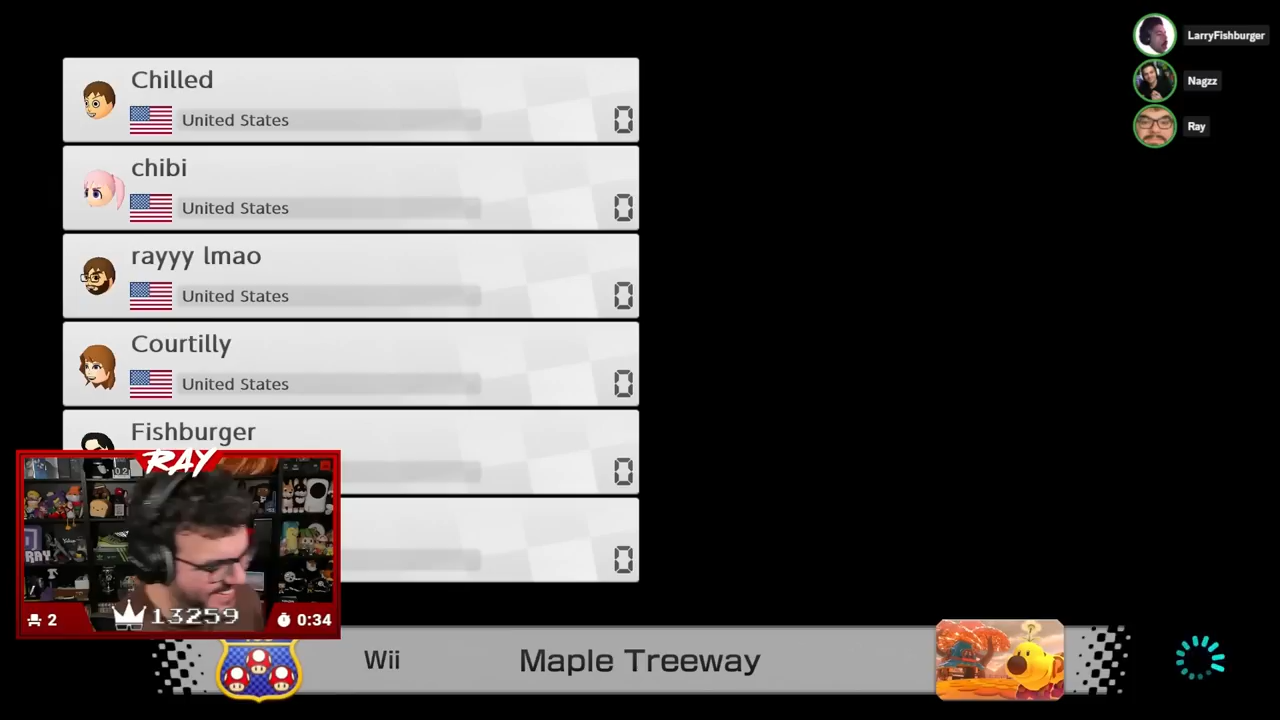 Chilled
United States
0
chibi
United States
0
rayyy lmao
United States
0
Courtilly
United States
0
Fishburger
0
0
RAY
2
13259
0:34
Wii
Maple Treeway
LarryFishburger
Nagzz
Ray